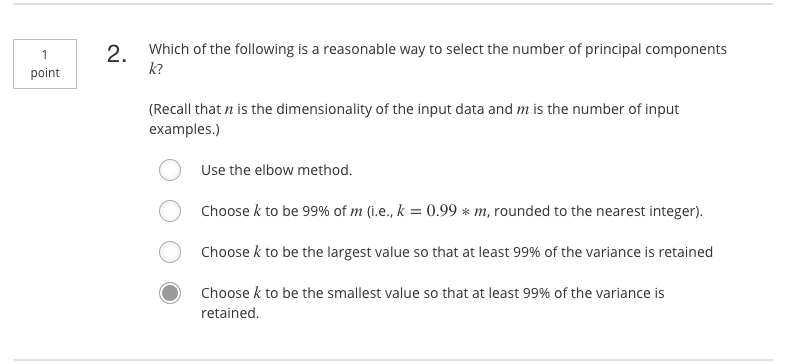 1
point
2.
Which of the following is a reasonable way to select the number of principal components
k?
(Recall that n is the dimensionality of the input data and m is the number of input
examples.)
Use the elbow method.
Choose k to be 99% of m (i.e., k = 0.99 ∗ m, rounded to the nearest integer).
Choose k to be the largest value so that at least 99% of the variance is retained
Choose k to be the smallest value so that at least 99% of the variance is
retained.